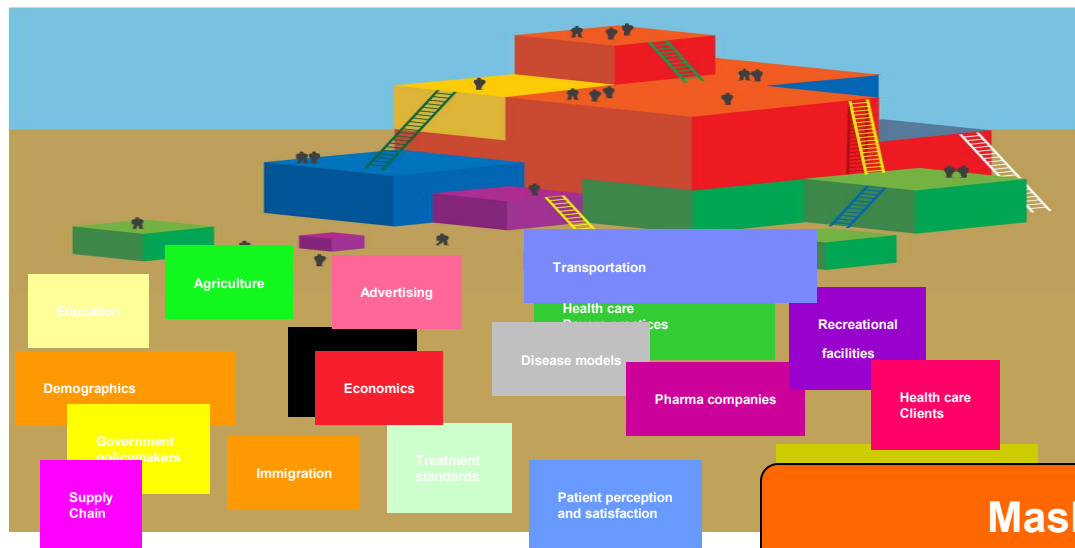 Transportation
Agriculture
Advertising
Education
Health care
Recreational
facilities
Disease models
Demographics
Economics
Pharma companies
Health care
Clients
Government
policymakers
Immigration
Treatment
standards
Supply
Chain
Patient perception
and satisfaction